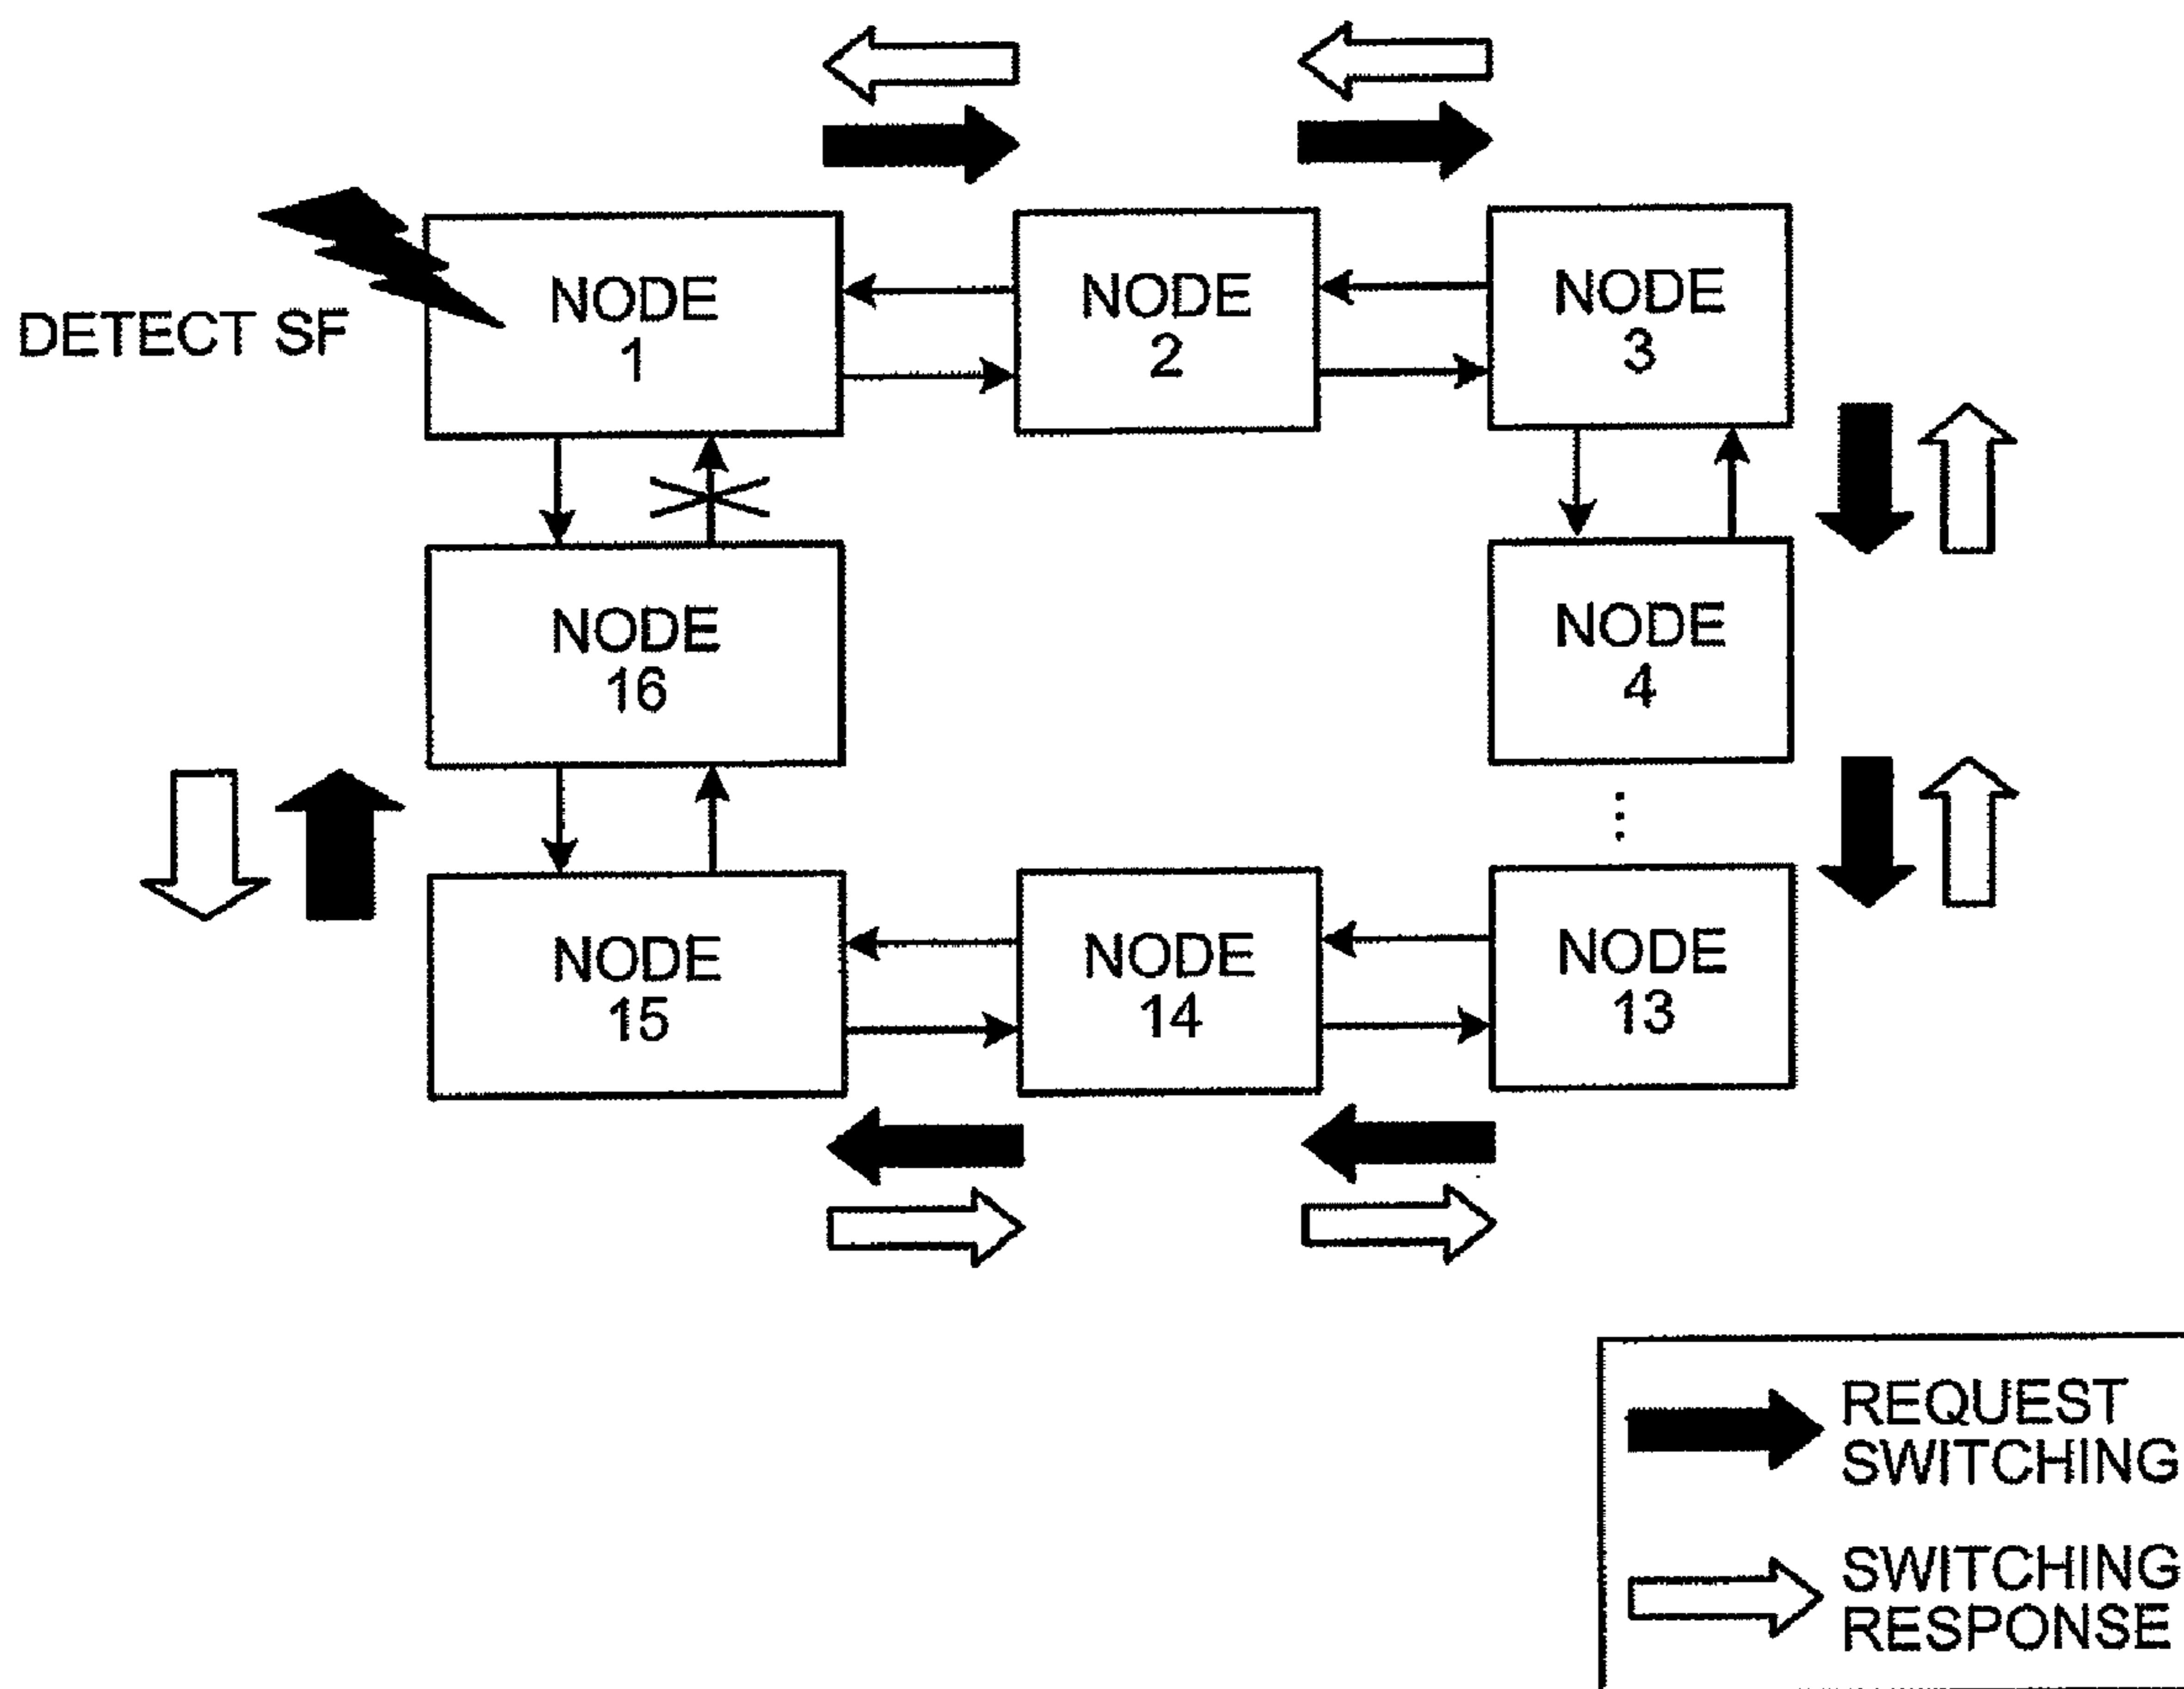 DETECT SF
NODE
1
NODE
2
NODE
3
NODE
16
NODE
4
NODE
15
NODE
14
NODE
13
REQUEST
SWITCHING
SWITCHING
RESPONSE